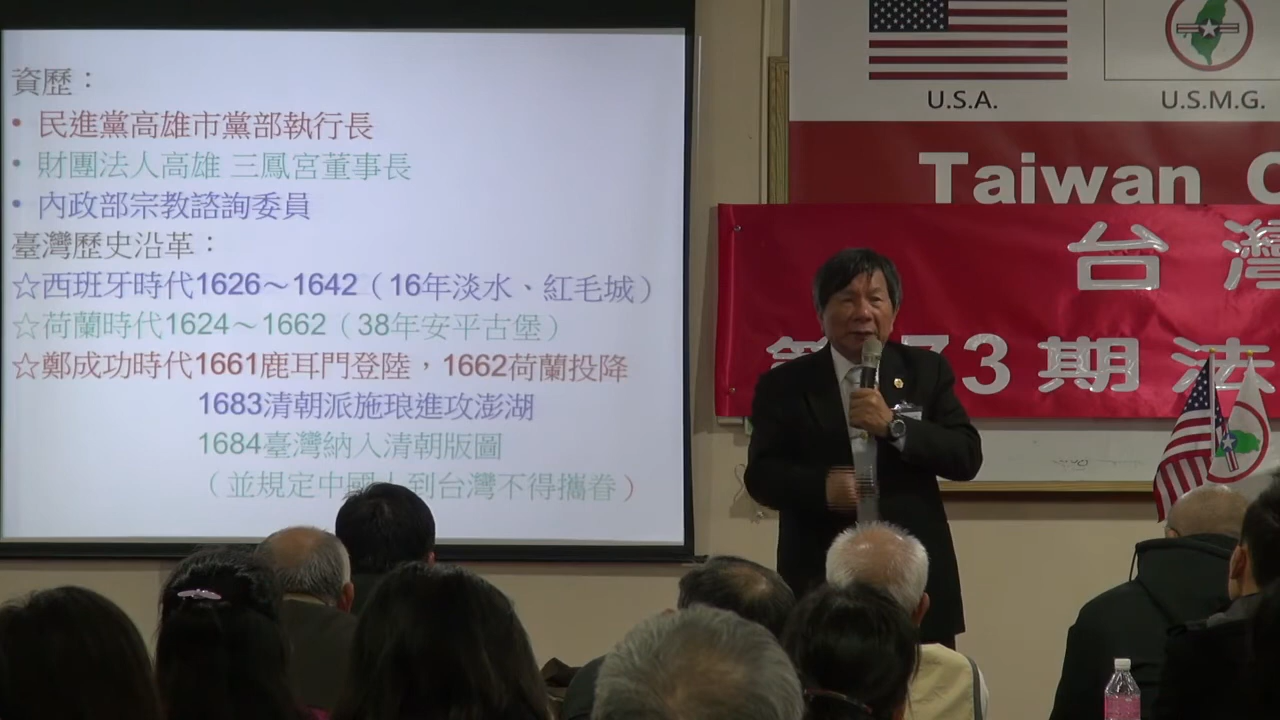 資歷：
• 民進黨高雄市黨部執行長
• 財團法人高雄 三鳳宮董事長
• 內政部宗教諮詢委員
臺灣歷史沿革：
☆西班牙時代1626～1642（16年淡水、紅毛城）
☆荷蘭時代1624～1662（38年安平古堡）
☆鄭成功時代1661鹿耳門登陸，1662荷蘭投降
1683清朝派施琅進攻澎湖
1684臺灣納入清朝版圖
（並規定中國人到台灣不得攜眷）
U.S.A.
U.S.M.G.
Taiwan C
台灣
第73期法